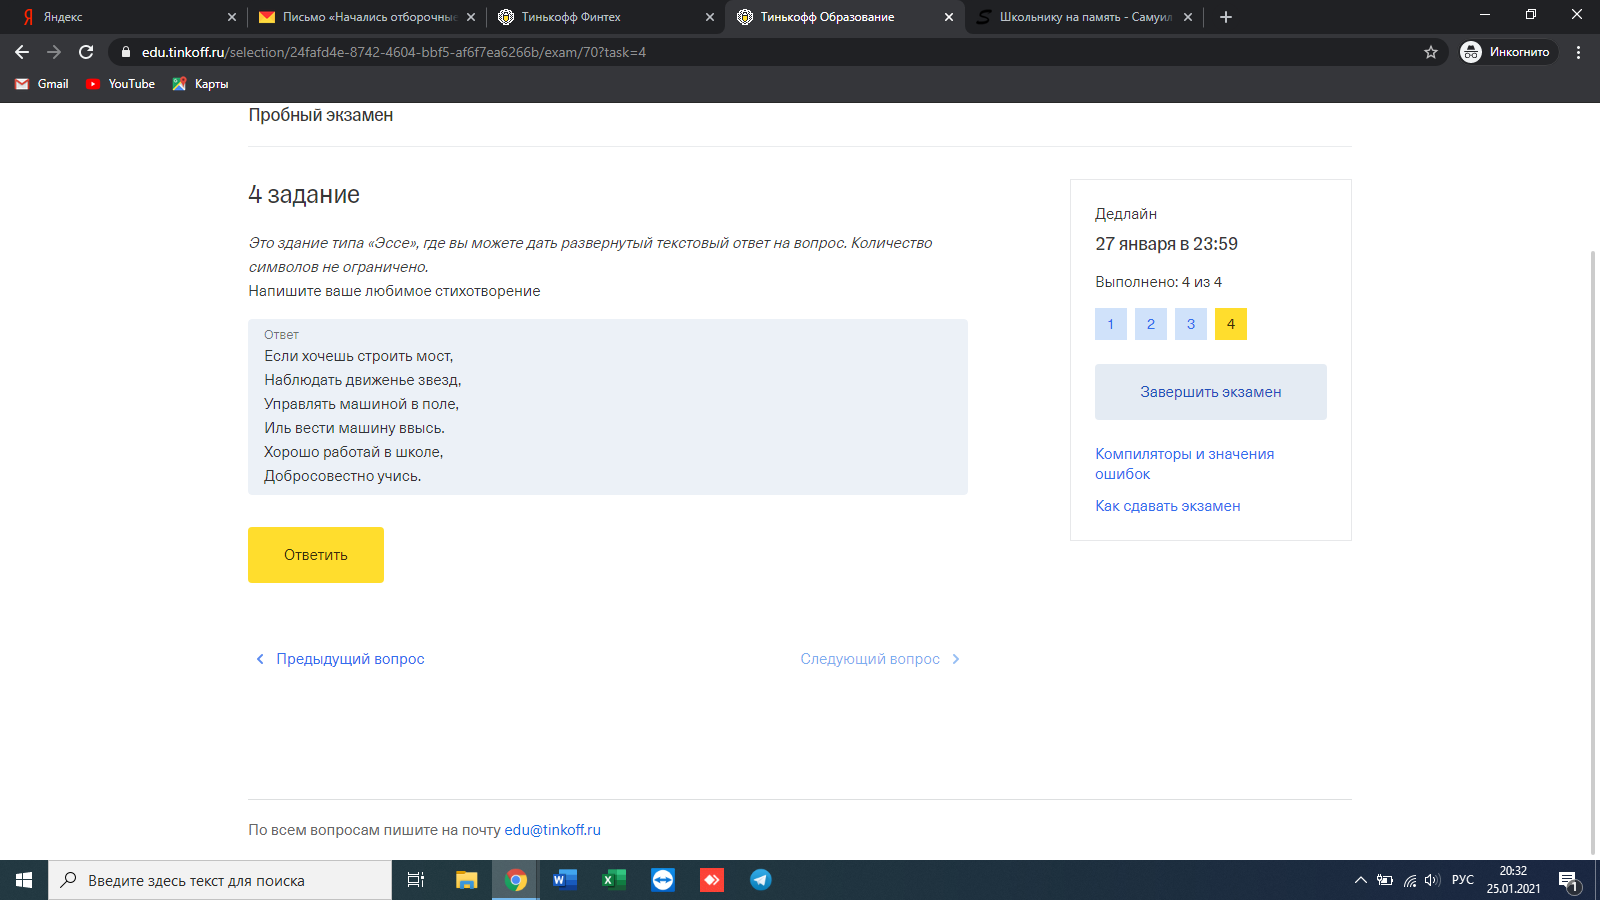 Яндекс
Письмо «Начались отборочные
Тинькофф Финтех
Тинькофф Образование
Школьнику на память - Самуил
edu.tinkoff.ru/selection/24fafd4e-8742-4604-bbf5-af6f7ea6266b/exam/70?task=4
Инкогнито
Gmail
YouTube
Карты
Пробный экзамен
4 задание
Это здание типа «Эссе», где вы можете дать развернутый текстовый ответ на вопрос. Количество
символов не ограничено.
Напишите ваше любимое стихотворение
Ответ
Если хочешь строить мост,
Наблюдать движенье звезд,
Управлять машиной в поле,
Иль вести машину ввысь.
Хорошо работай в школе,
Добросовестно учись.
Ответить
Предыдущий вопрос
Следующий вопрос
Дедлайн
27 января в 23:59
Выполнено: 4 из 4
1 2 3 4
Завершить экзамен
Компиляторы и значения
ошибок
Как сдавать экзамен
По всем вопросам пишите на почту edu@tinkoff.ru
Введите здесь текст для поиска
РУС
20:32
25.01.2021
1